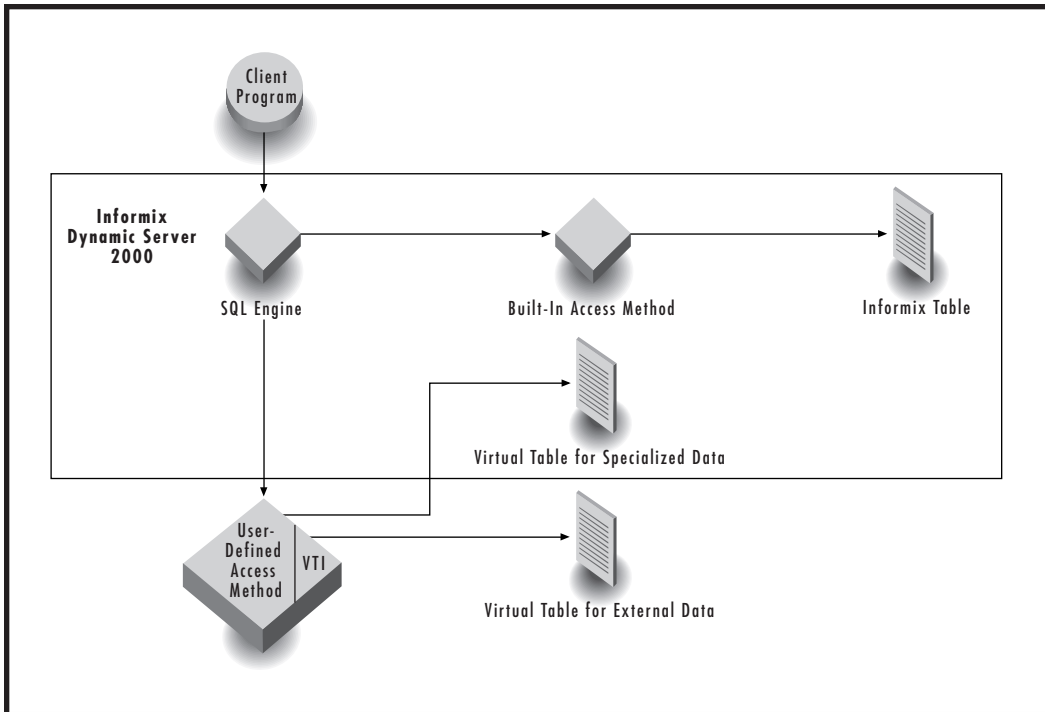 Client
Program
Informix
Dynamic Server
2000
SQL Engine
Built-In Access Method
Informix Table
Virtual Table for Specialized Data
User-
Defined
Access
Method
VTI
Virtual Table for External Data